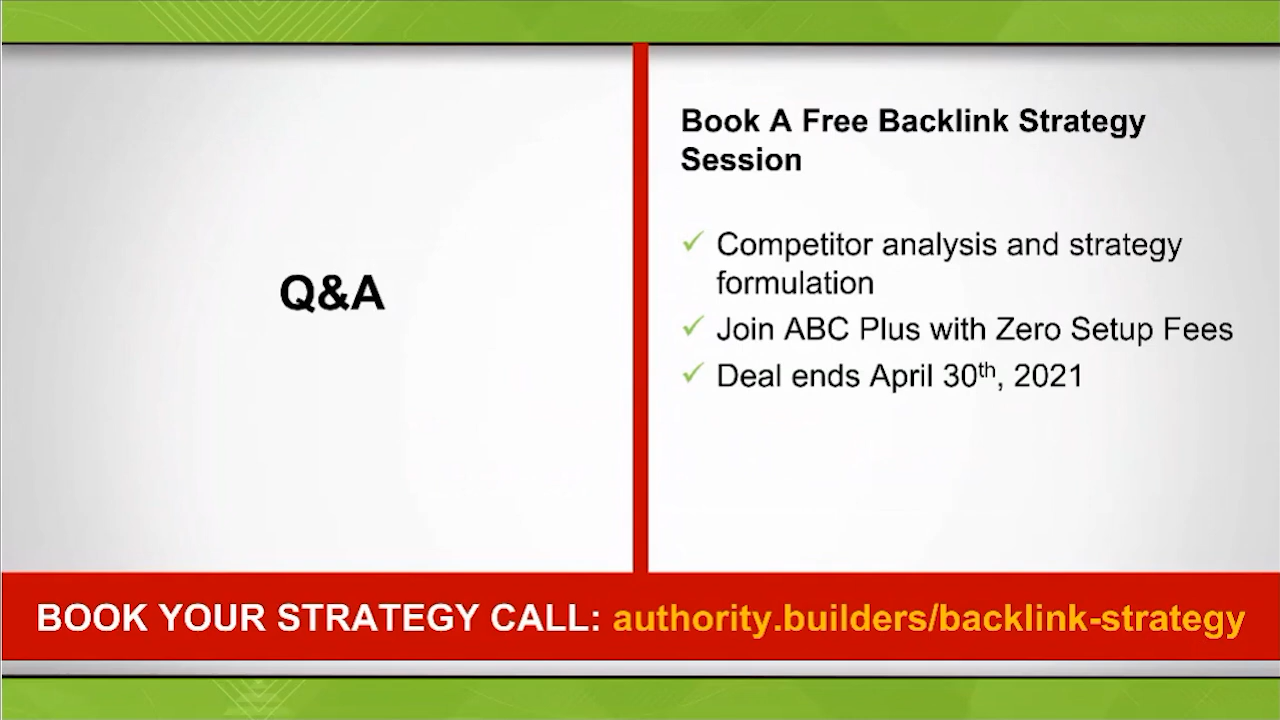 Q&A
Book A Free Backlink Strategy
Session
✓ Competitor analysis and strategy
formulation
✓ Join ABC Plus with Zero Setup Fees
✓ Deal ends April 30th, 2021
BOOK YOUR STRATEGY CALL: authority.builders/backlink-strategy